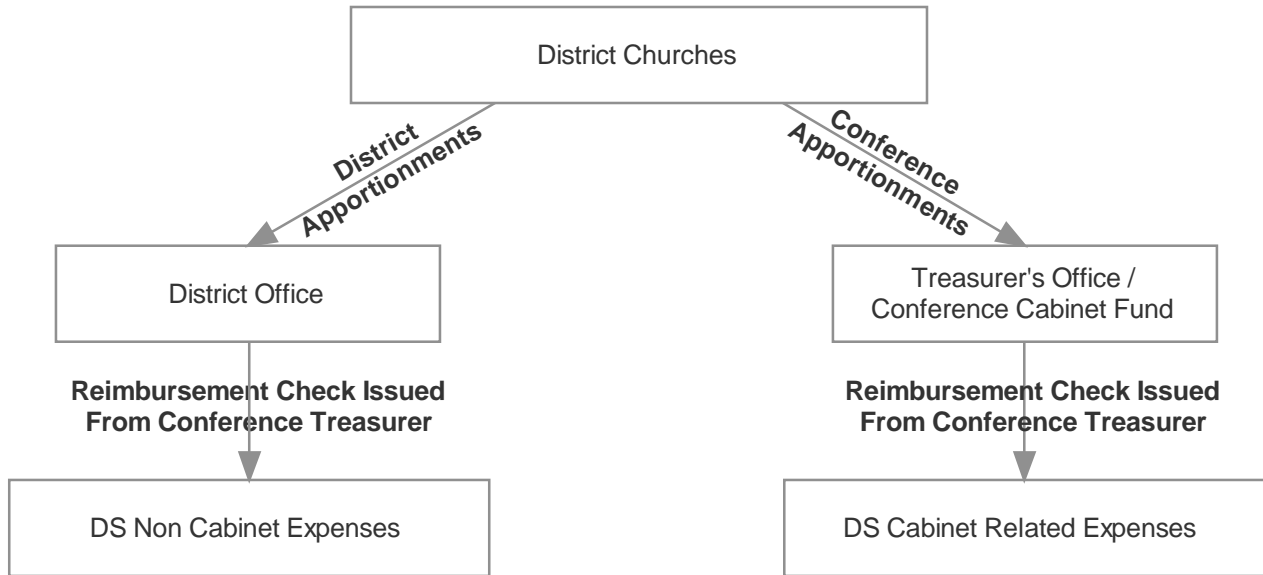 District Churches
District
Apportionments
Conference
Apportionments
District Office
Treasurer's Office /
Conference Cabinet Fund
Reimbursement Check Issued
From Conference Treasurer
Reimbursement Check Issued
From Conference Treasurer
DS Non Cabinet Expenses
DS Cabinet Related Expenses